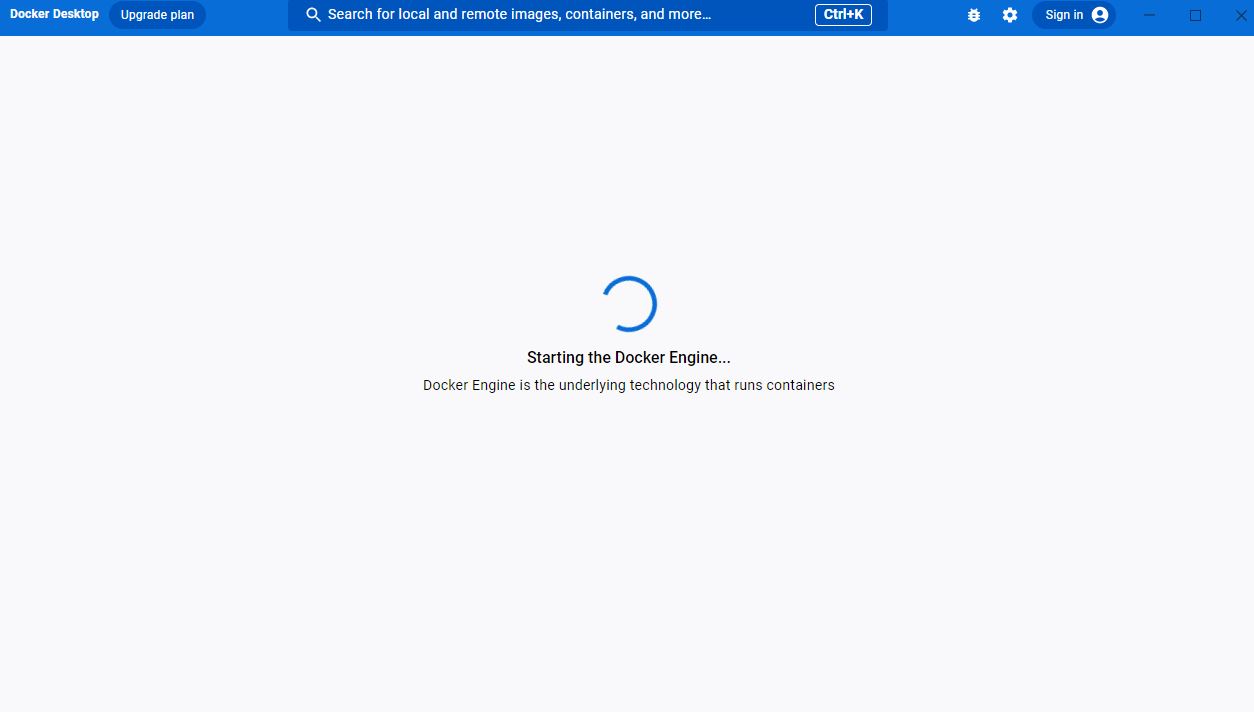 Docker Desktop Upgrade plan Search for local and remote images, containers, and more... Ctrl+K Sign in
Starting the Docker Engine...
Docker Engine is the underlying technology that runs containers